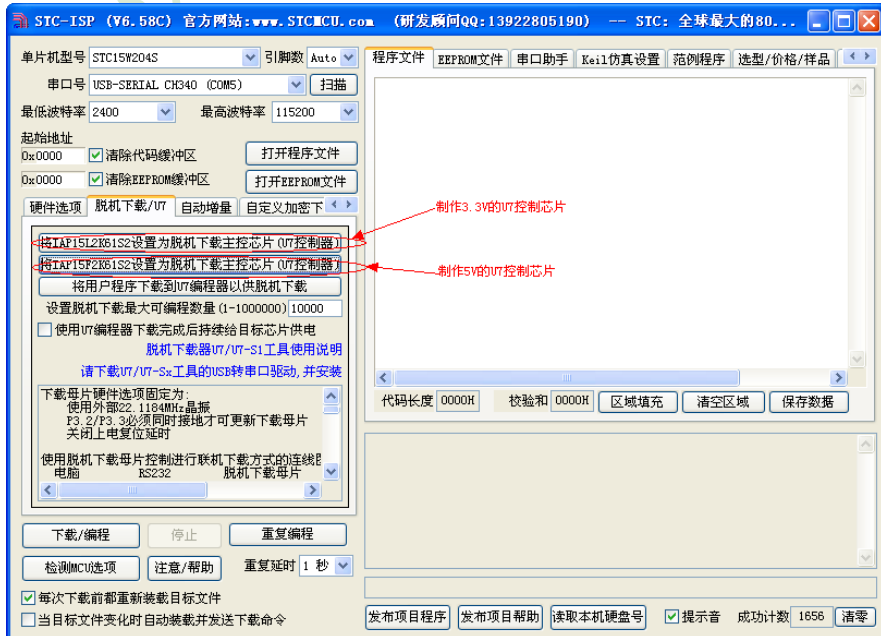 STC-ISP (V6.58C) 官方网站:www.STCMCU.com (研发顾问QQ:13922805190) -- STC: 全球最大的80...
单片机型号 STC15W204S 引脚数 Auto
串口号 USB-SERIAL CH340 (COM5) 扫描
最低波特率 2400 最高波特率 115200
起始地址
0x0000 清除代码缓冲区 打开程序文件
0x0000 清除EEPROM缓冲区 打开EEPROM文件
硬件选项 脱机下载/U7 自动增量 自定义加密下
将IAP15L2K61S2设置为脱机下载主控芯片(U7控制器)
将IAP15F2K61S2设置为脱机下载主控芯片(U7控制器)
将用户程序下载到U7编程器以供脱机下载
设置脱机下载最大可编程数量(1-1000000) 10000
使用U7编程器下载完成后持续给目标芯片供电
脱机下载器U7/U7-S1工具使用说明
请下载U7/U7-Sx工具的USB转串口驱动,并安装
下载母片硬件选项固定为:
使用外部22.1184MHz晶振
P3.2/P3.3必须同时接地才可更新下载母片
关闭上电复位延时
使用脱机下载母片控制进行联机下载方式的连线
电脑 RS232 脱机下载母片
下载/编程 停止 重复编程
检测MCU选项 注意/帮助 重复延时 1 秒
每次下载前都重新装载目标文件
当目标文件变化时自动装载并发送下载命令
程序文件 EEPROM文件 串口助手 Keil仿真设置 范例程序 选型/价格/样品
制作3.3V的U7控制芯片
制作5V的U7控制芯片
代码长度 0000H 校验和 0000H 区域填充 清空区域 保存数据
发布项目程序 发布项目帮助 读取本机硬盘号 提示音 成功计数 1656 清零